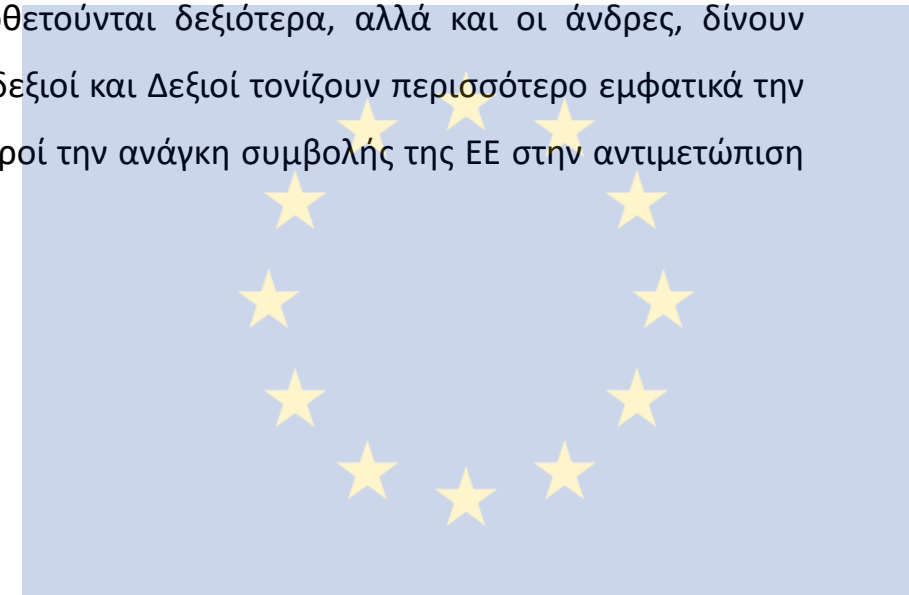 θετούνται δεξιότερα, αλλά και οι άνδρες, δίνουν
δεξιοί και Δεξιοί τονίζουν περισσότερο εμφατικά την
ροί την ανάγκη συμβολής της ΕΕ στην αντιμετώπιση